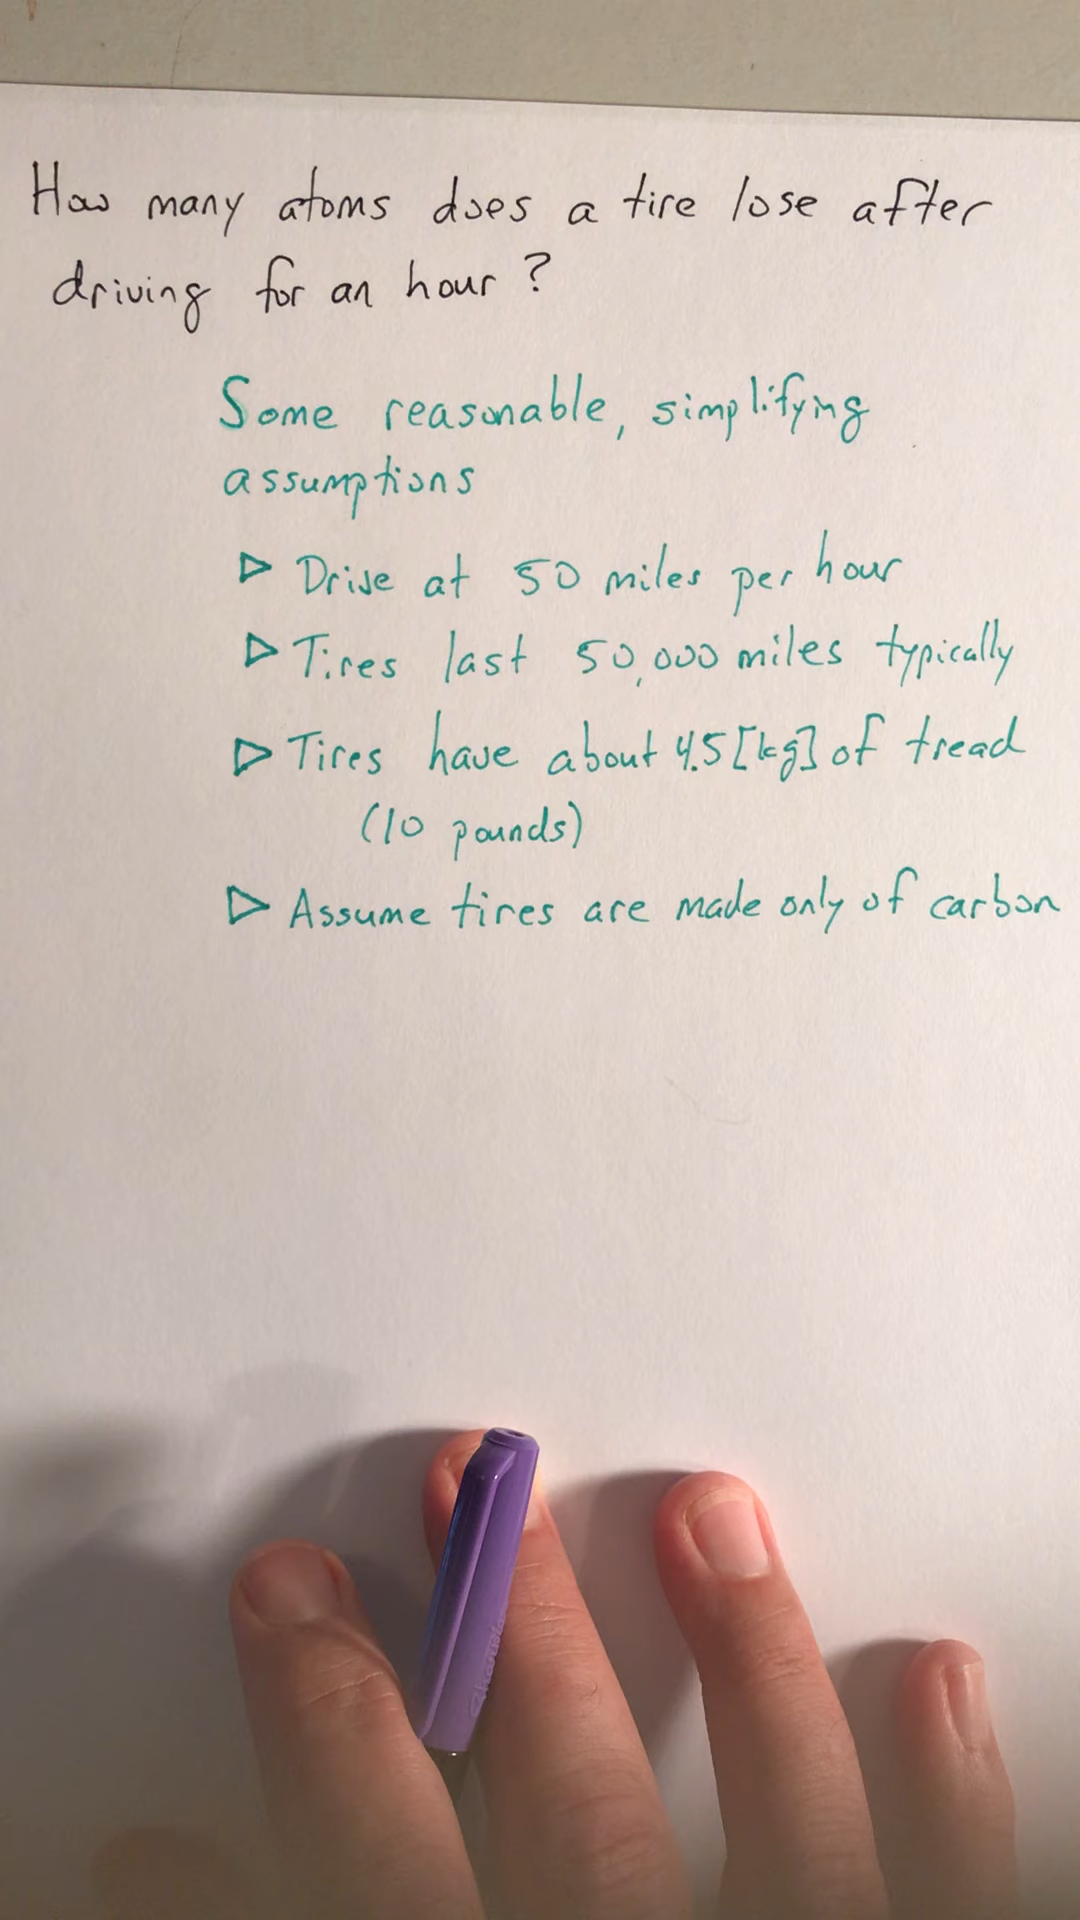 How many atoms does a tire lose after
driving for an hour?
Some reasonable, simplifying
assumptions
▷ Drive at 50 miles per hour
▷ Tires last 50,000 miles typically
▷ Tires have about 4.5 [kg] of tread
(10 pounds)
▷ Assume tires are made only of carbon
Sharpie